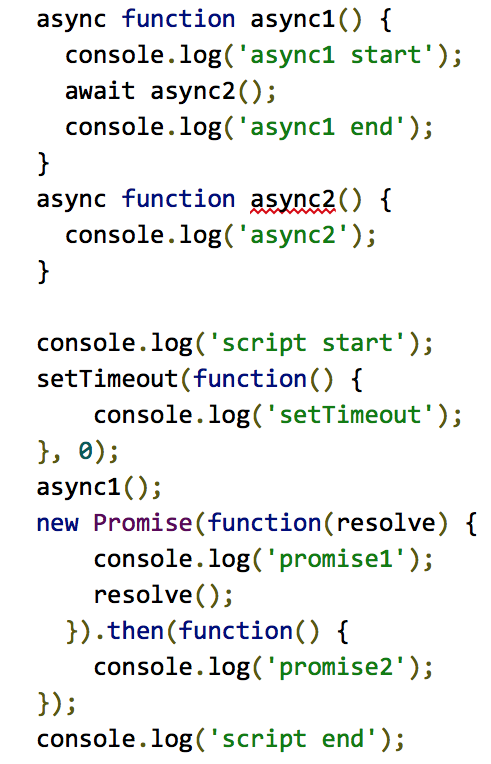 async function async1() {
  console.log('async1 start');
  await async2();
  console.log('async1 end');
}
async function async2() {
  console.log('async2');
}

console.log('script start');
setTimeout(function() {
    console.log('setTimeout');
}, 0);
async1();
new Promise(function(resolve) {
    console.log('promise1');
    resolve();
  }).then(function() {
    console.log('promise2');
});
console.log('script end');